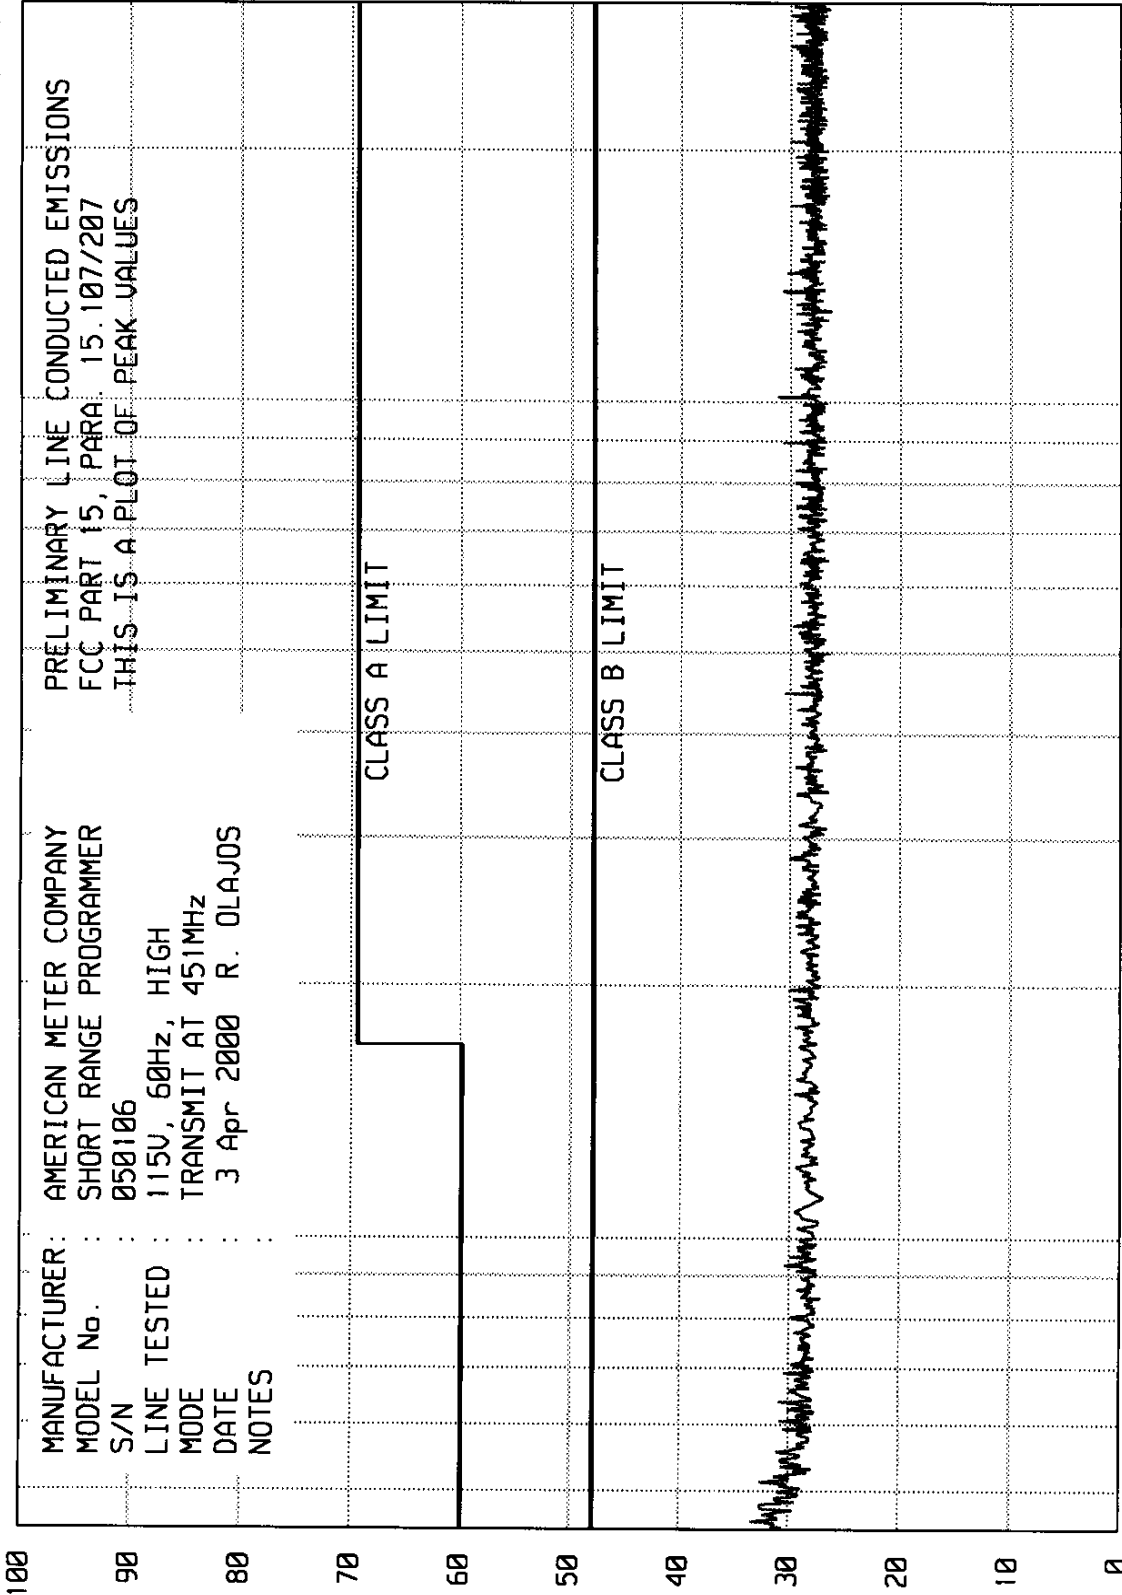 MANUFACTURER: AMERICAN METER COMPANY
MODEL No. : SHORT RANGE PROGRAMMER
S/N : 050106
LINE TESTED : 115V, 60Hz, HIGH
MODE : TRANSMIT AT 451MHz
DATE : 3 Apr 2000 R. OLAJOS
NOTES :
PRELIMINARY LINE CONDUCTED EMISSIONS
FCC PART 15, PARA. 15.107/207
THIS IS A PLOT OF PEAK VALUES
CLASS A LIMIT
CLASS B LIMIT
100
90
80
70
60
50
40
30
20
10
0